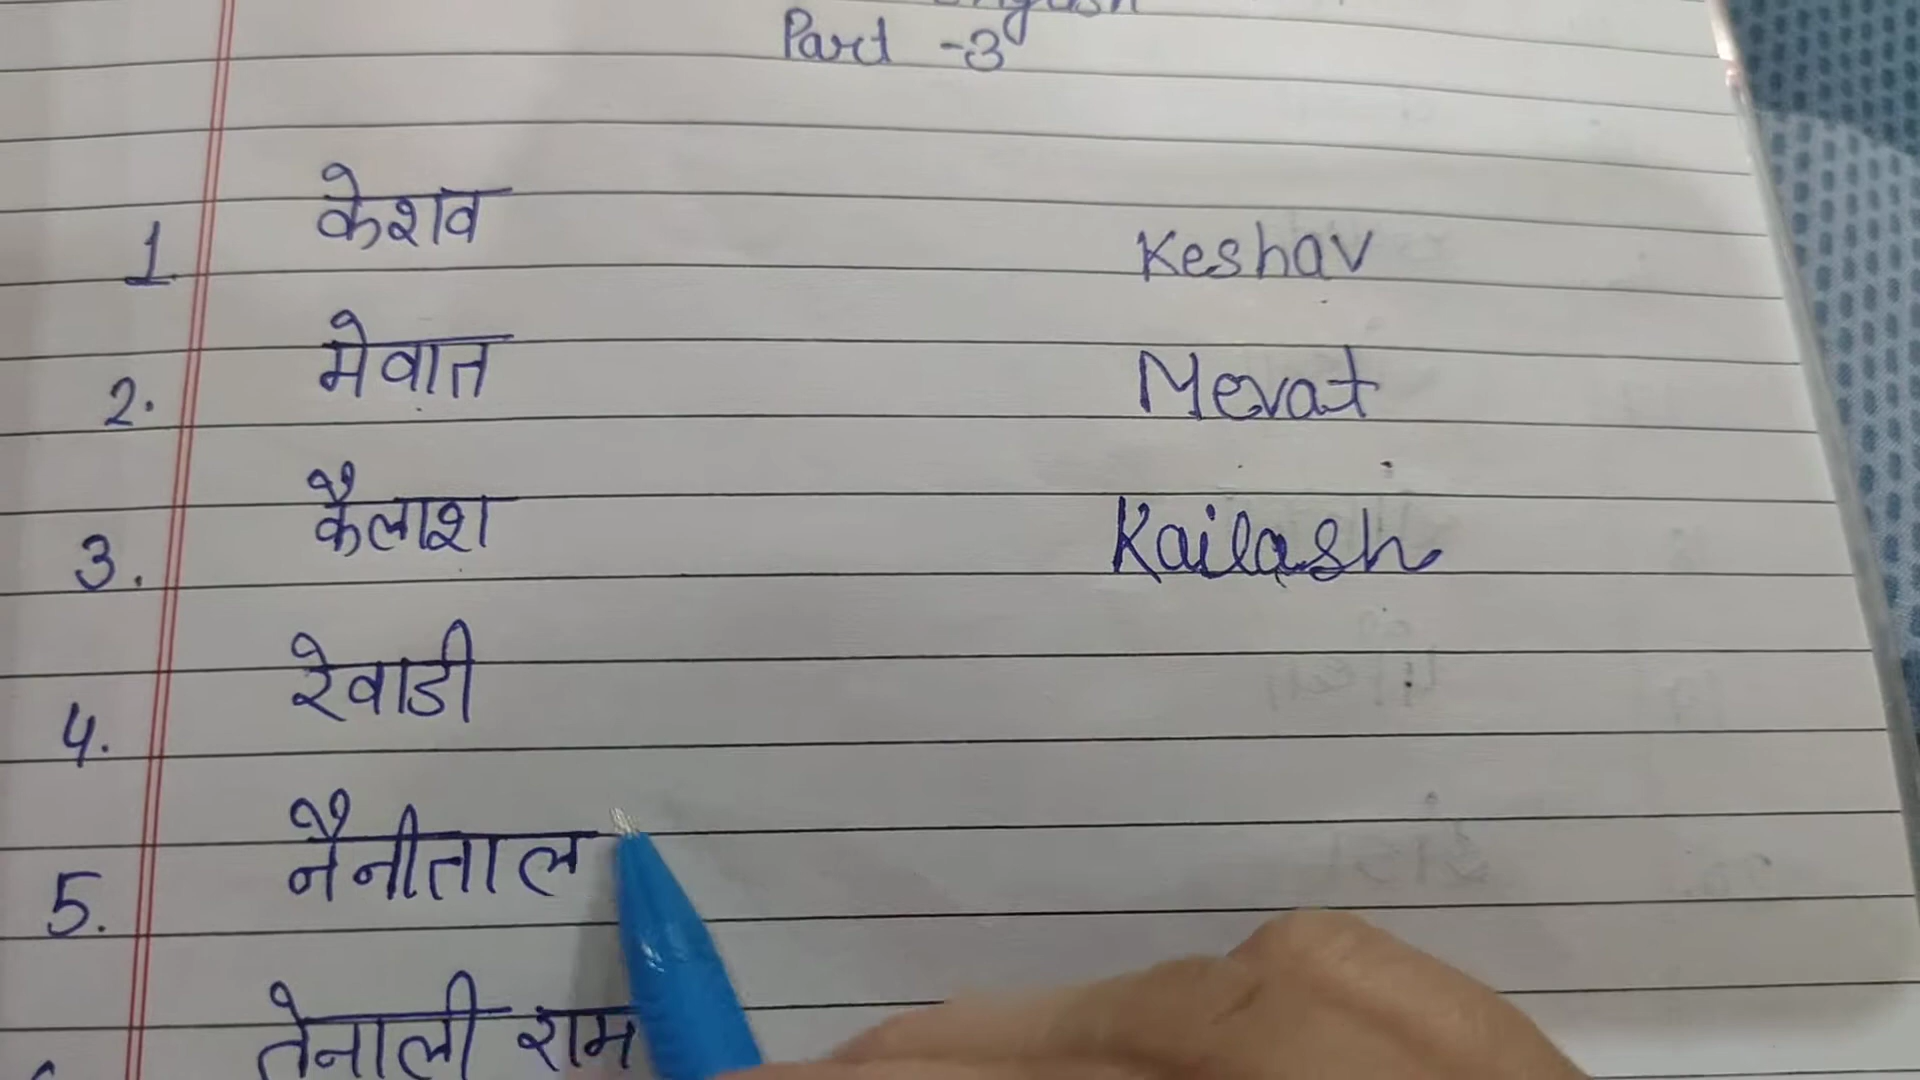 Part -3
1 केशव Keshav
2. मेवात Mevat
3. कैलाश Kailash
4. रेवाडी
5. नैनीताल
तेनाली राम